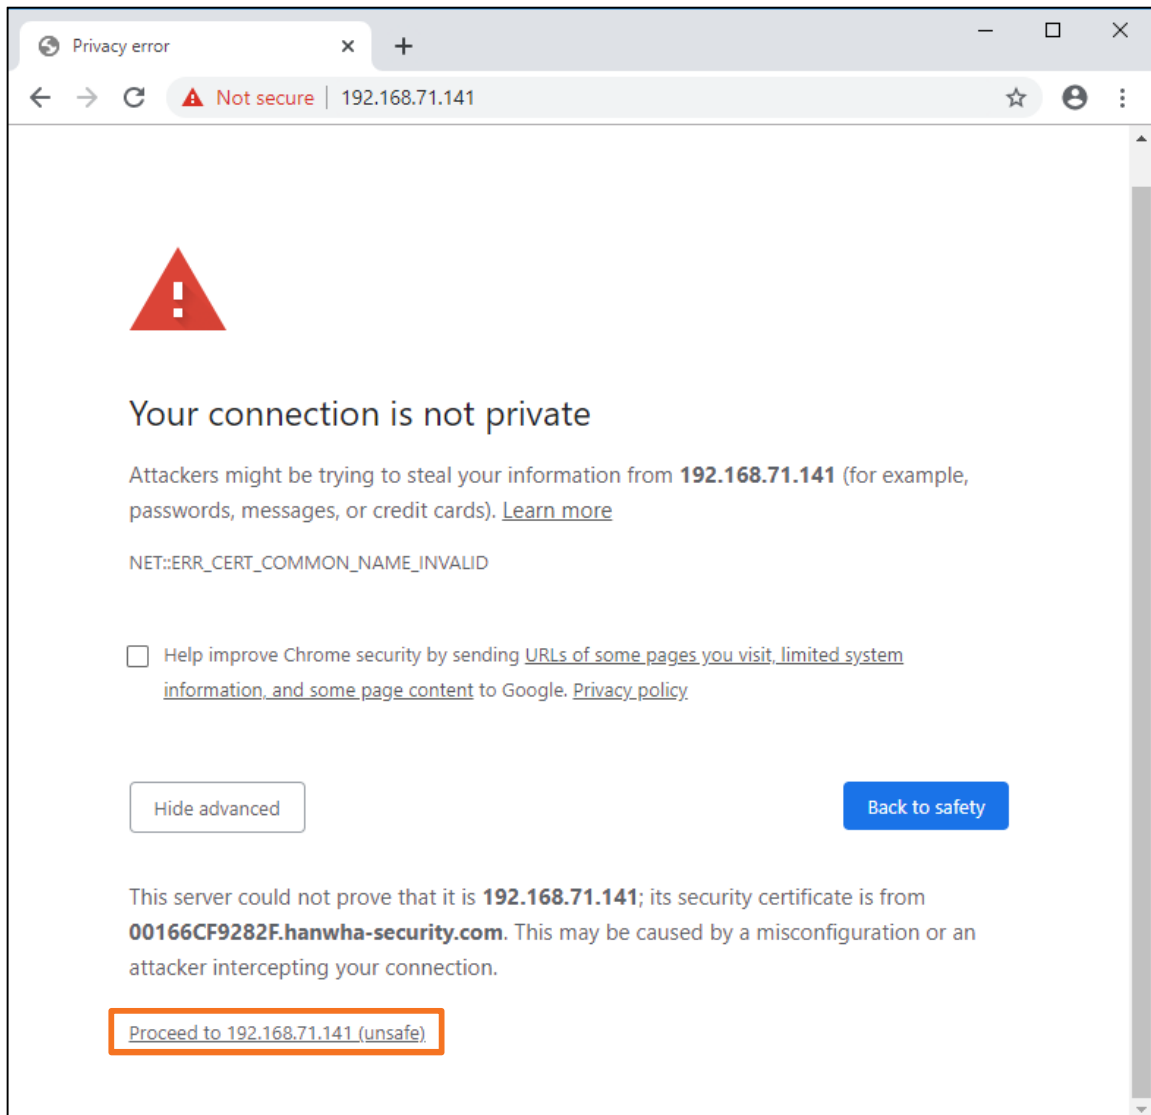 Privacy error
Not secure | 192.168.71.141
Your connection is not private
Attackers might be trying to steal your information from 192.168.71.141 (for example,
passwords, messages, or credit cards). Learn more
NET::ERR_CERT_COMMON_NAME_INVALID
Help improve Chrome security by sending URLs of some pages you visit, limited system
information, and some page content to Google. Privacy policy
Hide advanced
Back to safety
This server could not prove that it is 192.168.71.141; its security certificate is from
00166CF9282F.hanwha-security.com. This may be caused by a misconfiguration or an
attacker intercepting your connection.
Proceed to 192.168.71.141 (unsafe)